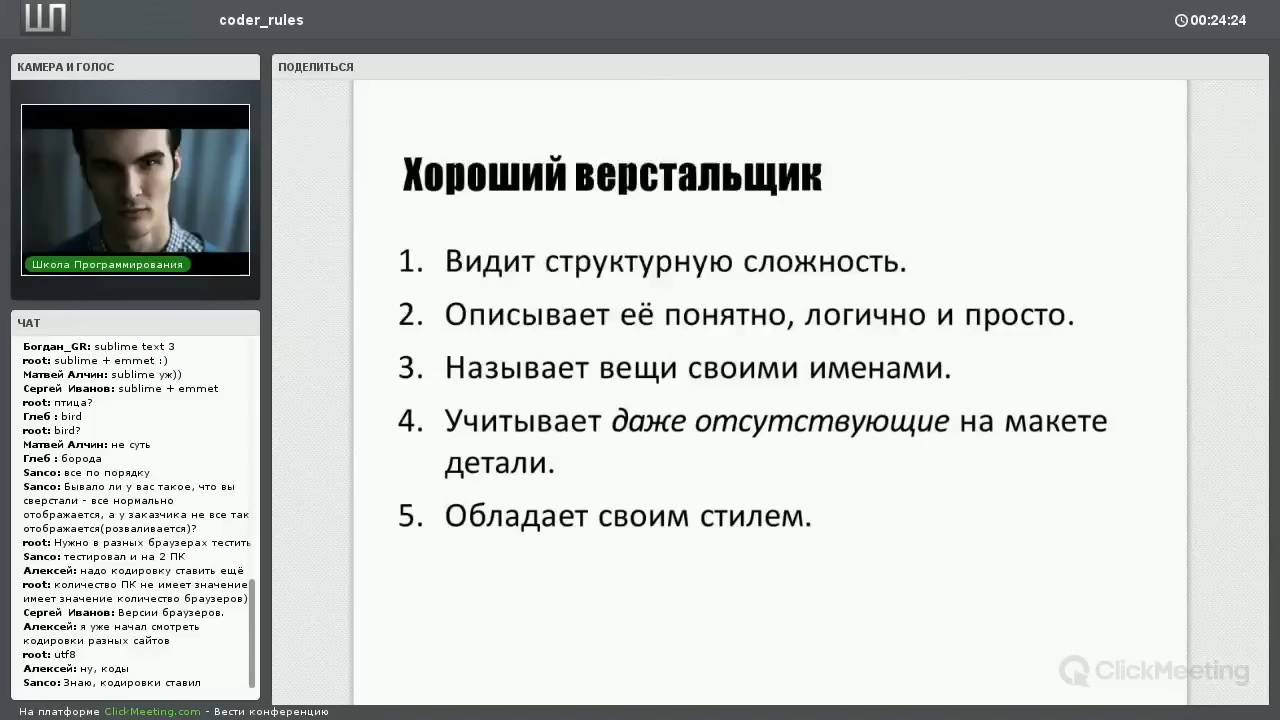 ШП
coder_rules
00:24:24
КАМЕРА И ГОЛОС
Школа Программирования
ЧАТ
Богдан_GR: sublime text 3
root: sublime + emmet :)
Матвей Алчин: sublime уж))
Сергей Иванов: sublime + emmet
root: птица?
Глеб : bird
root: bird?
Матвей Алчин: не суть
Глеб : борода
Sanco: все по порядку
Sanco: Бывало ли у вас такое, что вы
сверстали - все нормально
отображается, а у заказчика не все так
отображается(розваливается)?
root: Нужно в разных браузерах тестить
Sanco: тестировал и на 2 ПК
Алексей: надо кодировку ставить ещё
root: количество ПК не имеет значение
имеет значение количество браузеров)
Сергей Иванов: Версии браузеров.
Алексей: я уже начал смотреть
кодировки разных сайтов
root: utf8
Алексей: ну, коды
Sanco: Знаю, кодировки ставил
ПОДЕЛИТЬСЯ
Хороший верстальщик
1. Видит структурную сложность.
2. Описывает её понятно, логично и просто.
3. Называет вещи своими именами.
4. Учитывает даже отсутствующие на макете
детали.
5. Обладает своим стилем.
ClickMeeting
На платформе ClickMeeting.com - Вести конференцию